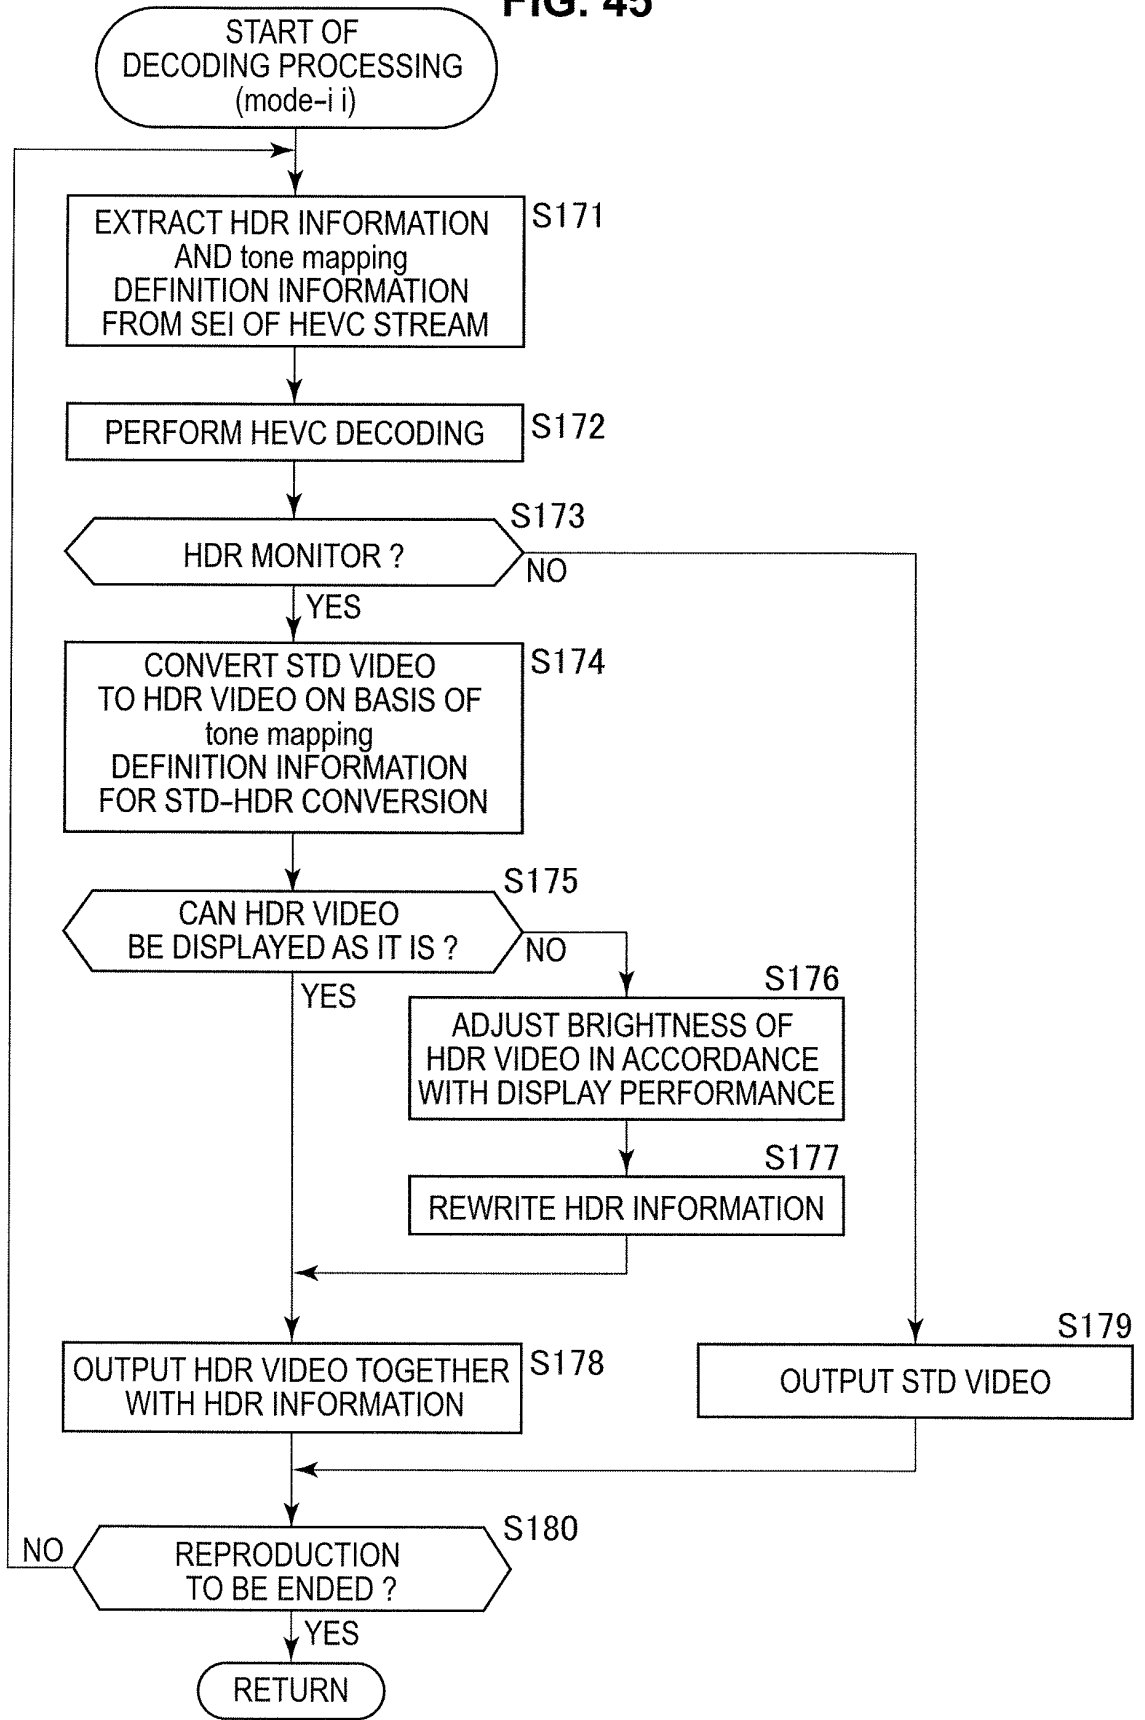 FIG. 45
START OF
DECODING PROCESSING
(mode-ii)
EXTRACT HDR INFORMATION
AND tone mapping
DEFINITION INFORMATION
FROM SEI OF HEVC STREAM
S171
PERFORM HEVC DECODING
S172
S173
HDR MONITOR ?
NO
YES
CONVERT STD VIDEO
TO HDR VIDEO ON BASIS OF
tone mapping
DEFINITION INFORMATION
FOR STD-HDR CONVERSION
S174
S175
CAN HDR VIDEO
BE DISPLAYED AS IT IS ?
NO
YES
S176
ADJUST BRIGHTNESS OF
HDR VIDEO IN ACCORDANCE
WITH DISPLAY PERFORMANCE
S177
REWRITE HDR INFORMATION
OUTPUT HDR VIDEO TOGETHER
WITH HDR INFORMATION
S178
S179
OUTPUT STD VIDEO
S180
REPRODUCTION
TO BE ENDED ?
NO
YES
RETURN